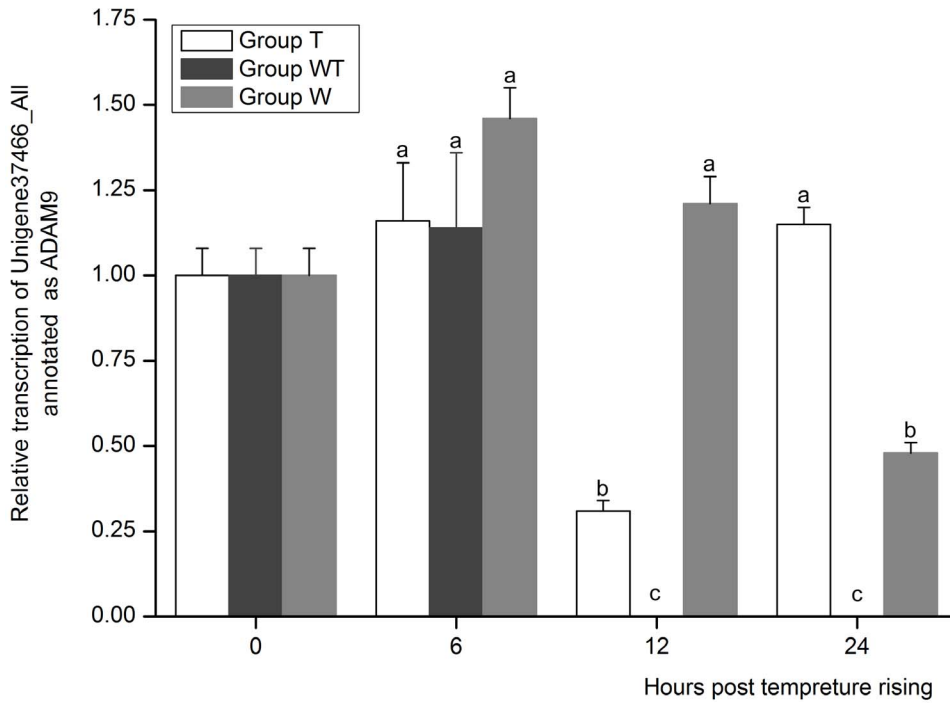 Relative transcription of Unigene37466_All
annotated as ADAM9
1.75
1.50
1.25
1.00
0.75
0.50
0.25
0.00
Group T
Group WT
Group W
a
a
a
b
c
a
a
c
b
0
6
12
24
Hours post tempreture rising